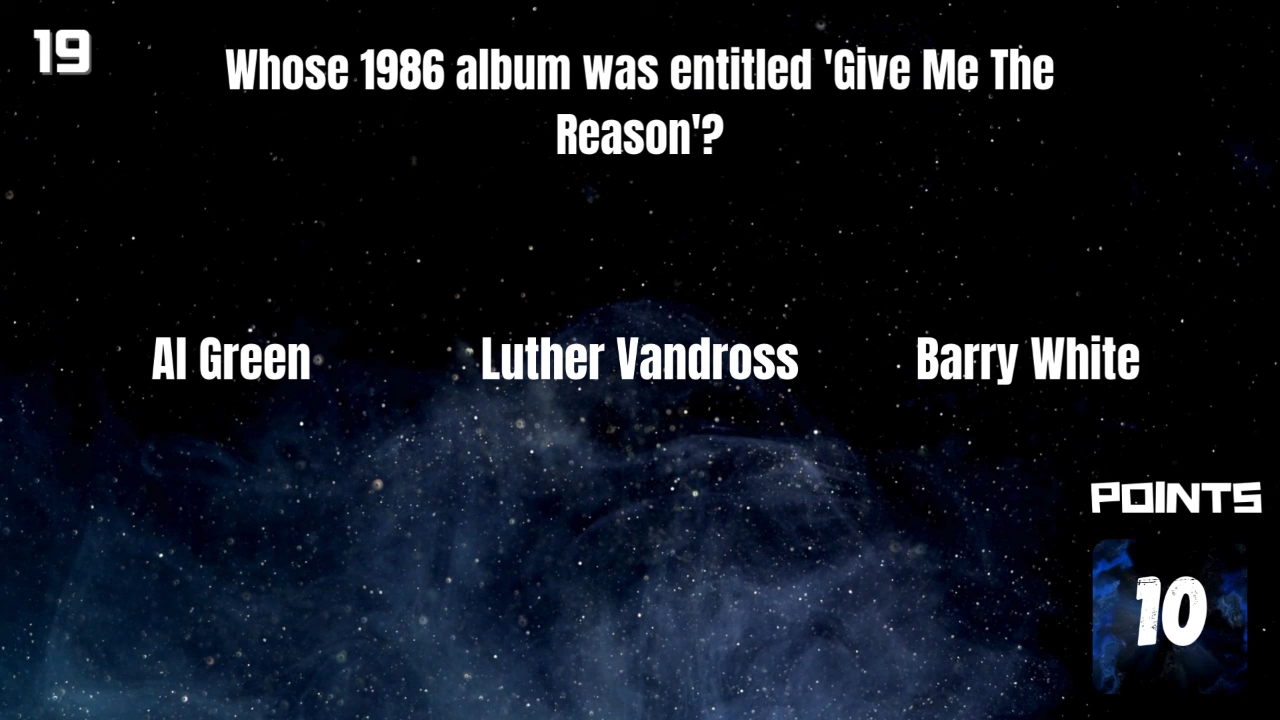 19
Whose 1986 album was entitled 'Give Me The
Reason'?
Al Green
Luther Vandross
Barry White
POINTS
10